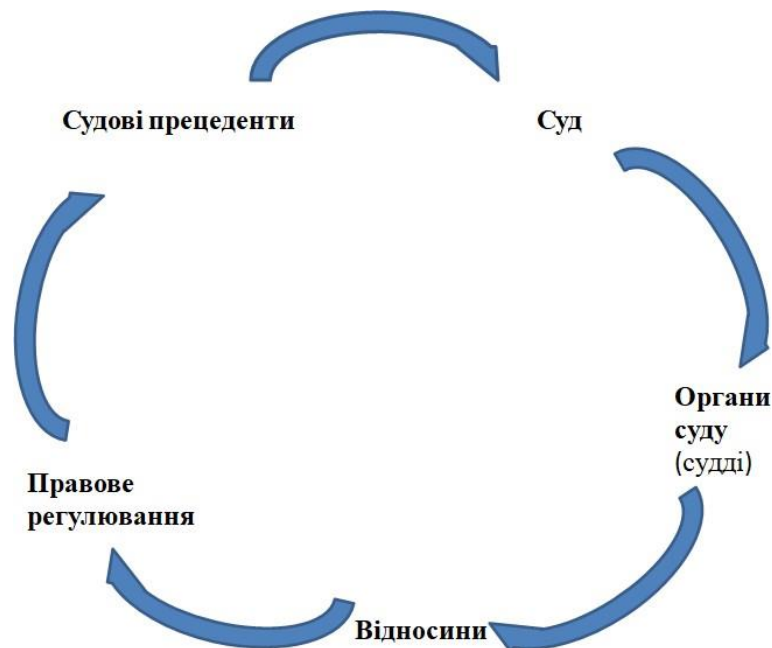 Судові прецеденти
Суд
Органи
суду
(судді)
Правове
регулювання
Відносини